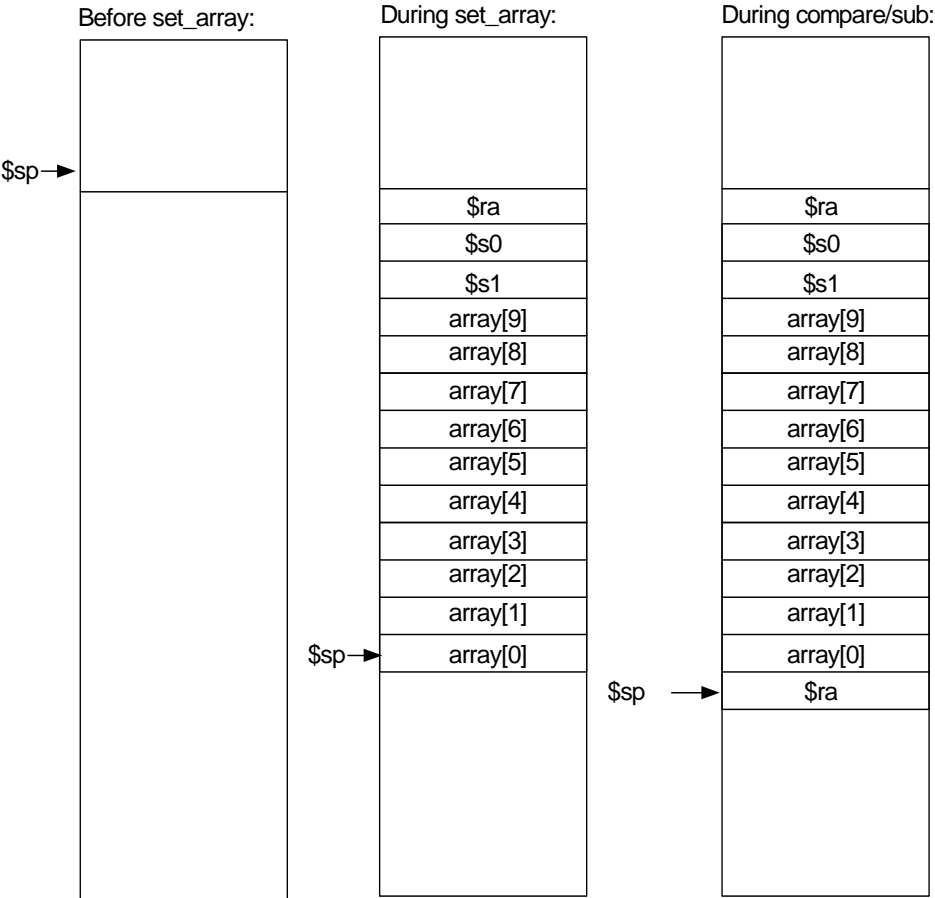 Before set_array:
$sp
During set_array:
$ra
$s0
$s1
array[9]
array[8]
array[7]
array[6]
array[5]
array[4]
array[3]
array[2]
array[1]
array[0]
$sp
During compare/sub:
$ra
$s0
$s1
array[9]
array[8]
array[7]
array[6]
array[5]
array[4]
array[3]
array[2]
array[1]
array[0]
$ra
$sp